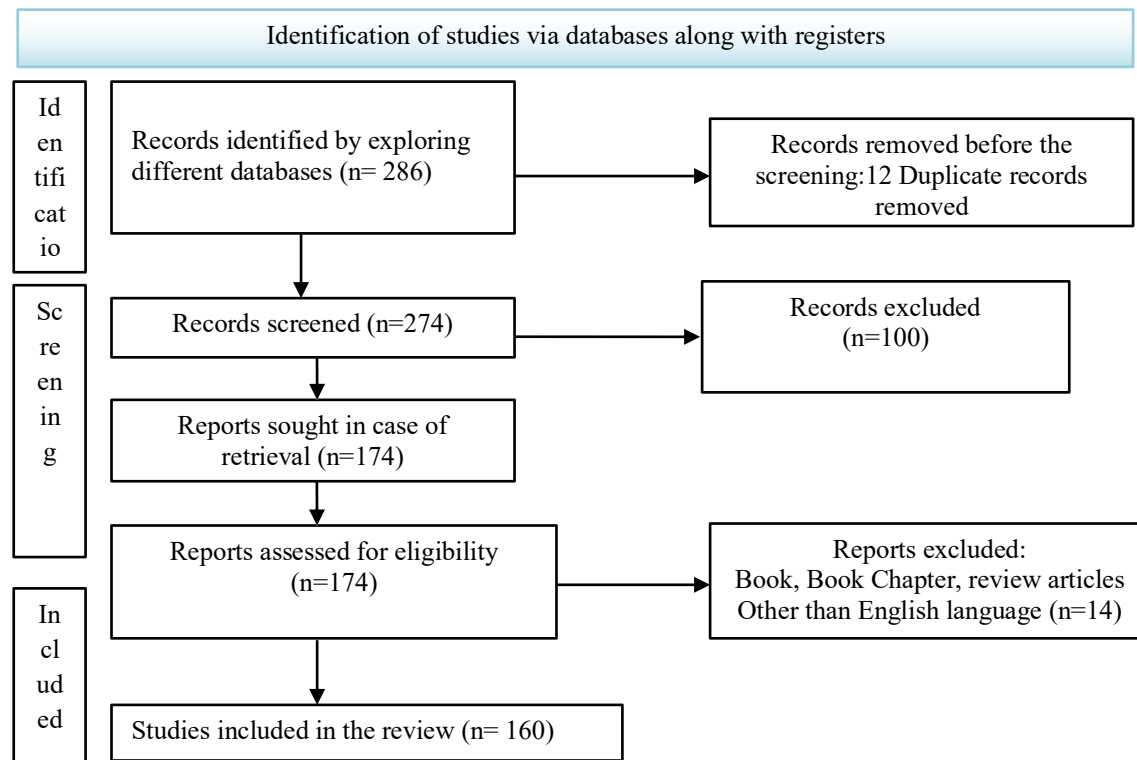 Identification of studies via databases along with registers
Id
en
tifi
cat
io
Records identified by exploring
different databases (n= 286)
Records removed before the
screening:12 Duplicate records
removed
Sc
re
en
in
g
Records screened (n=274)
Records excluded
(n=100)
Reports sought in case of
retrieval (n=174)
Reports assessed for eligibility
(n=174)
Reports excluded:
Book, Book Chapter, review articles
Other than English language (n=14)
In
cl
ud
ed
Studies included in the review (n= 160)